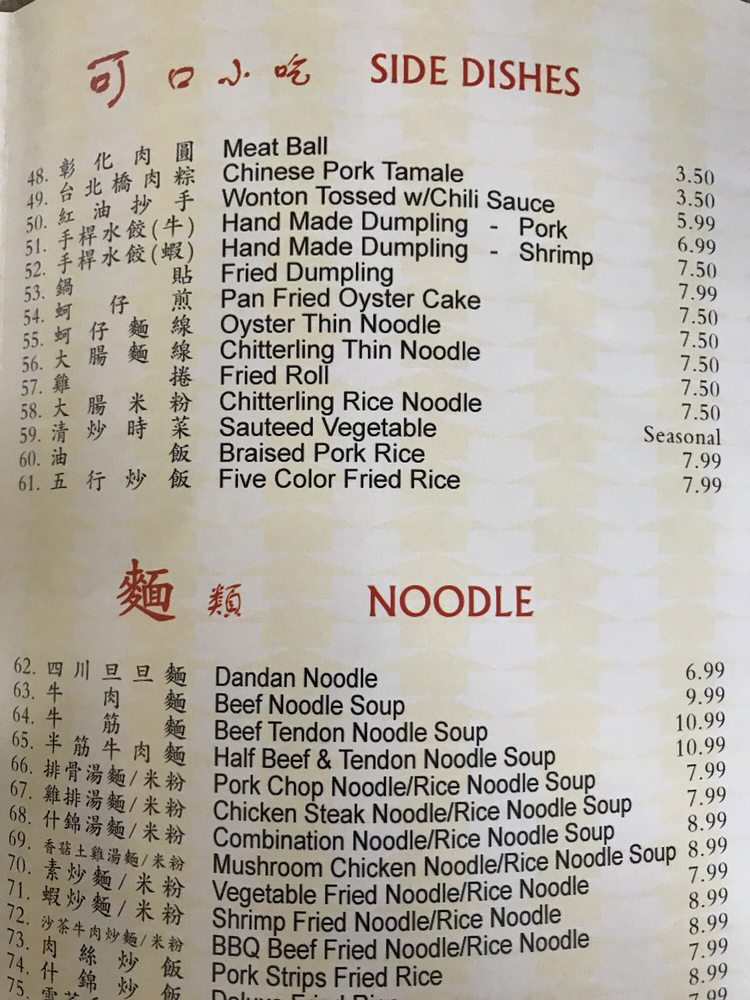 可口小吃 SIDE DISHES
48. 彰化肉圓 Meat Ball 3.50
49. 台北橋肉粽 Chinese Pork Tamale 3.50
50. 紅油抄手 Wonton Tossed w/Chili Sauce 5.99
51. 手桿水餃(牛) Hand Made Dumpling - Pork 6.99
52. 手桿水餃(蝦) Hand Made Dumpling - Shrimp 7.50
53. 鍋貼 Fried Dumpling 7.99
54. 蚵仔煎 Pan Fried Oyster Cake 7.50
55. 蚵仔麵線 Oyster Thin Noodle 7.50
56. 大腸麵線 Chitterling Thin Noodle 7.50
57. 雞捲 Fried Roll 7.50
58. 大腸米粉 Chitterling Rice Noodle 7.50
59. 清炒時菜 Sauteed Vegetable Seasonal
60. 油飯 Braised Pork Rice 7.99
61. 五行炒飯 Five Color Fried Rice 7.99
麵類 NOODLE
62. 四川旦旦麵 Dandan Noodle 6.99
63. 牛肉麵 Beef Noodle Soup 9.99
64. 牛筋麵 Beef Tendon Noodle Soup 10.99
65. 半筋牛肉麵 Half Beef & Tendon Noodle Soup 10.99
66. 排骨湯麵/米粉 Pork Chop Noodle/Rice Noodle Soup 7.99
67. 雞排湯麵/米粉 Chicken Steak Noodle/Rice Noodle Soup 7.99
68. 什錦湯麵/米粉 Combination Noodle/Rice Noodle Soup 8.99
69. 香菇土雞湯麵/米粉 Mushroom Chicken Noodle/Rice Noodle Soup 8.99
70. 素炒麵/米粉 Vegetable Fried Noodle/Rice Noodle 7.99
71. 蝦炒麵/米粉 Shrimp Fried Noodle/Rice Noodle 8.99
72. 沙茶牛肉炒麵/米粉 BBQ Beef Fried Noodle/Rice Noodle 8.99
73. 肉絲炒飯 Pork Strips Fried Rice 7.99
74. 什錦炒飯 Deluxe Fried Rice 8.99
75. 7.99